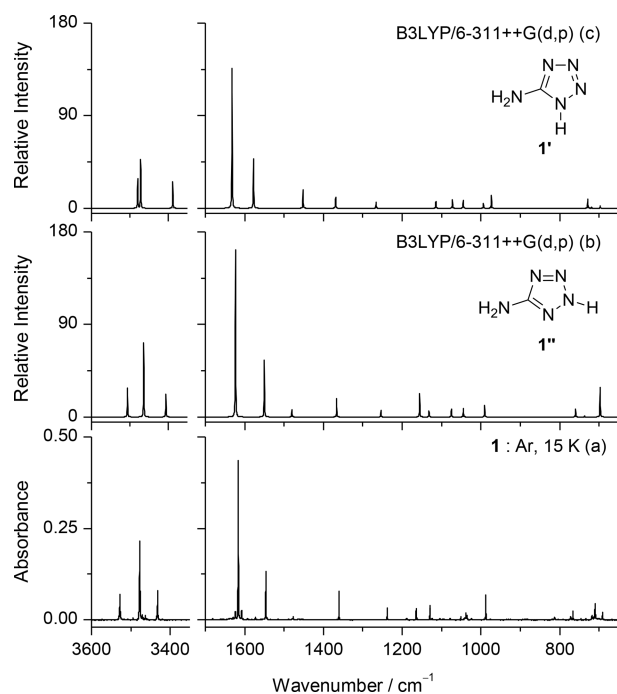 180
B3LYP/6-311++G(d,p) (c)
90
0
Relative Intensity
N N
H₂N N
N
H
1'
180
B3LYP/6-311++G(d,p) (b)
90
0
Relative Intensity
N N
H₂N N H
N
1"
0.50
1 : Ar, 15 K (a)
0.25
0.00
Absorbance
3600 3400 1600 1400 1200 1000 800
Wavenumber / cm⁻¹